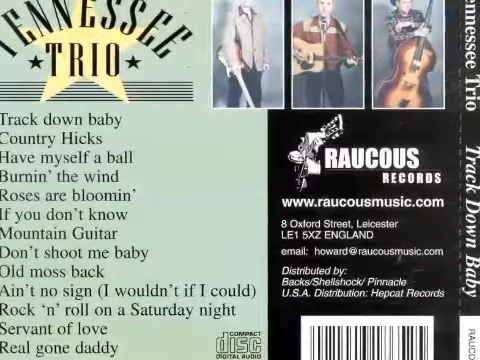 TENNESSEE
TRIO
Track down baby
Country Hicks
Have myself a ball
Burnin' the wind
Roses are bloomin'
If you don't know
Mountain Guitar
Don't shoot me baby
Old moss back
Ain't no sign (I wouldn't if I could)
Rock 'n' roll on a Saturday night
Servant of love
Real gone daddy
COMPACT
disc
DIGITAL AUDIO
RAUCOUS
RECORDS
www.raucousmusic.com
8 Oxford Street, Leicester
LE1 5XZ ENGLAND
email: howard@raucousmusic.com
Distributed by:
Backs/Shellshock/ Pinnacle
U.S.A. Distribution: Hepcat Records
ennessee Trio
Track Down Baby
RAUCO